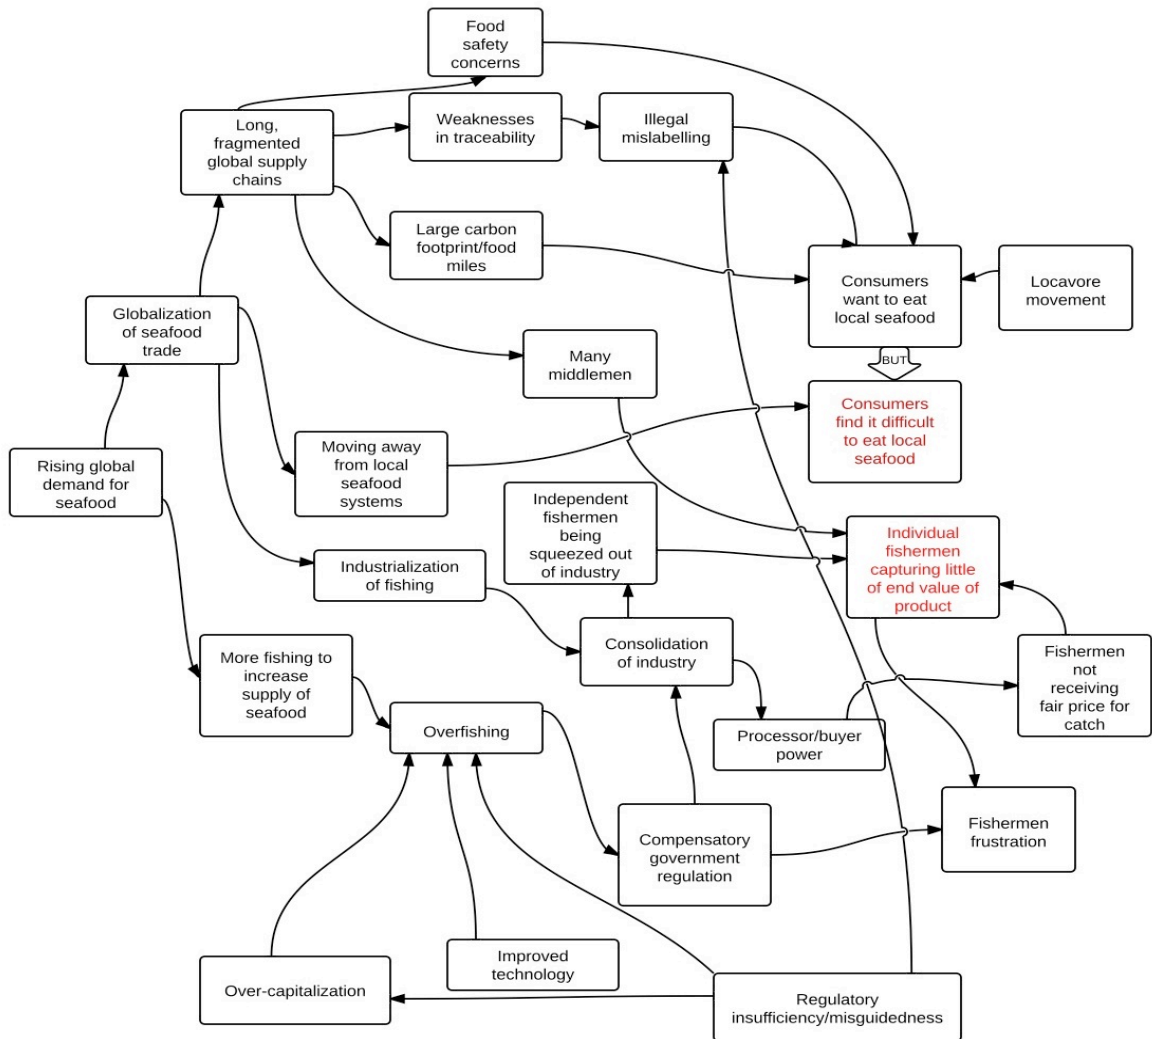 Food
safety
concerns
Long,
fragmented
global supply
chains
Weaknesses
in traceability
Illegal
mislabelling
Large carbon
footprint/food
miles
Consumers
want to eat
local seafood
Locavore
movement
Globalization
of seafood
trade
Many
middlemen
BUT
Consumers
find it difficult
to eat local
seafood
Rising global
demand for
seafood
Moving away
from local
seafood
systems
Independent
fishermen
being
squeezed out
of industry
Individual
fishermen
capturing little
of end value of
product
Industrialization
of fishing
Consolidation
of industry
Fishermen
not
receiving
fair price for
catch
More fishing to
increase
supply of
seafood
Overfishing
Processor/buyer
power
Compensatory
government
regulation
Fishermen
frustration
Improved
technology
Over-capitalization
Regulatory
insufficiency/misguidedness